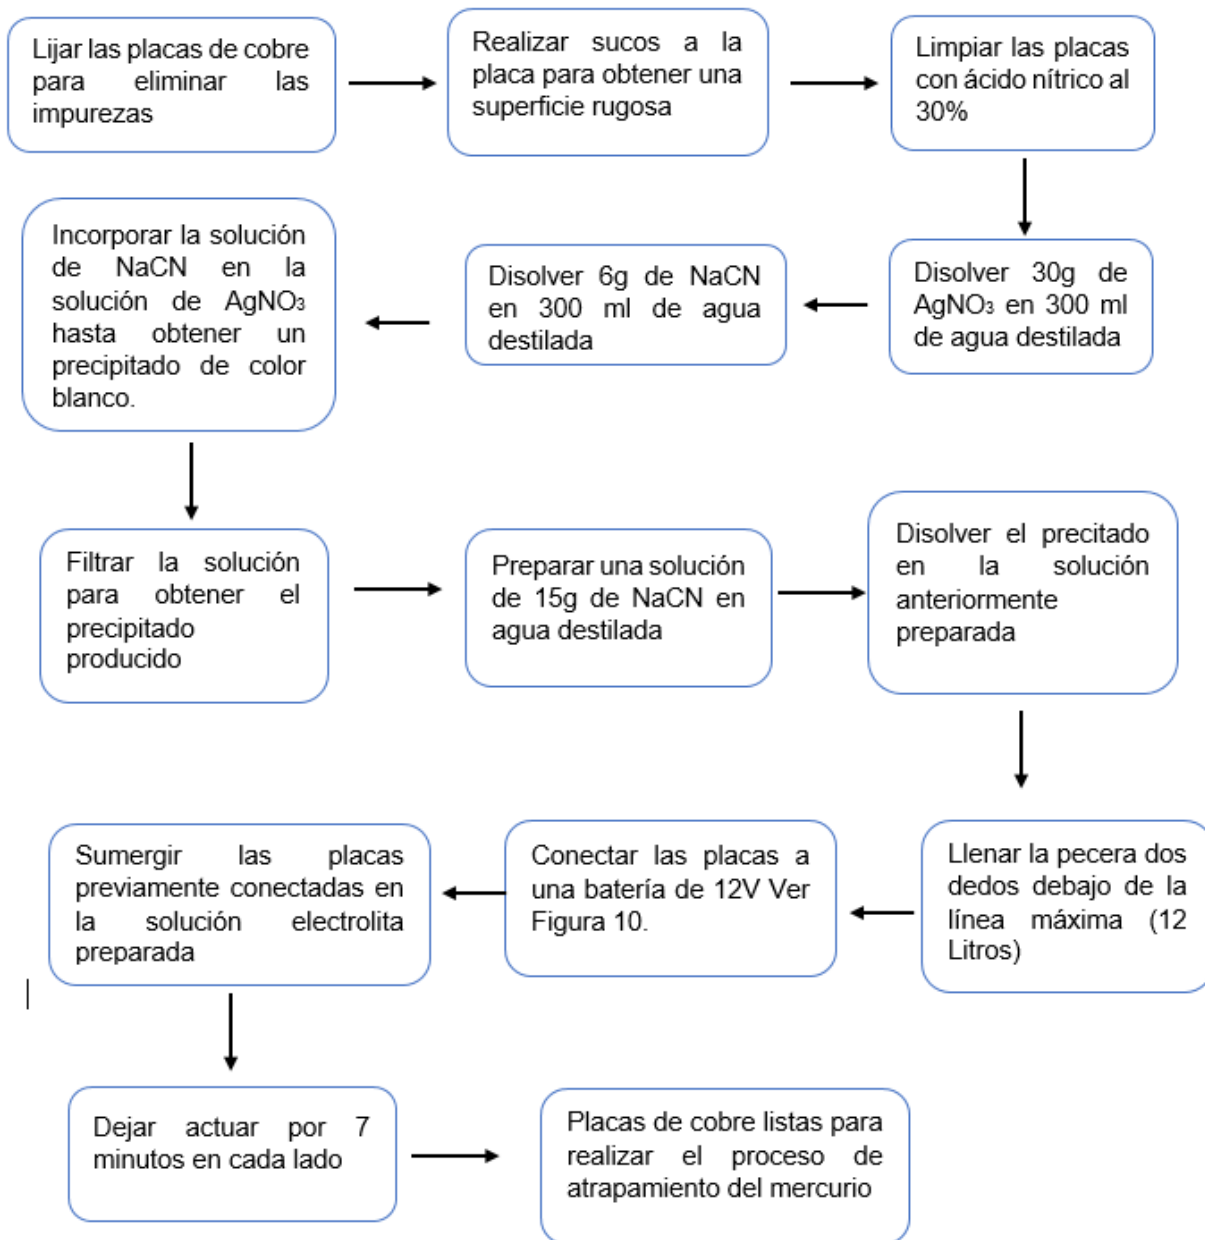 Lijar las placas de cobre
para eliminar las
impurezas
Realizar sucos a la
placa para obtener una
superficie rugosa
Limpiar las placas
con ácido nítrico al
30%
Disolver 30g de
AgNO₃ en 300 ml
de agua destilada
Disolver 6g de NaCN
en 300 ml de agua
destilada
Incorporar la solución
de NaCN en la
solución de AgNO₃
hasta obtener un
precipitado de color
blanco.
Filtrar la solución
para obtener el
precipitado
producido
Preparar una solución
de 15g de NaCN en
agua destilada
Disolver el precitado
en la solución
anteriormente
preparada
Llenar la pecera dos
dedos debajo de la
línea máxima (12
Litros)
Conectar las placas a
una batería de 12V Ver
Figura 10.
Sumergir las placas
previamente conectadas en
la solución electrolita
preparada
Dejar actuar por 7
minutos en cada lado
Placas de cobre listas para
realizar el proceso de
atrapamiento del mercurio